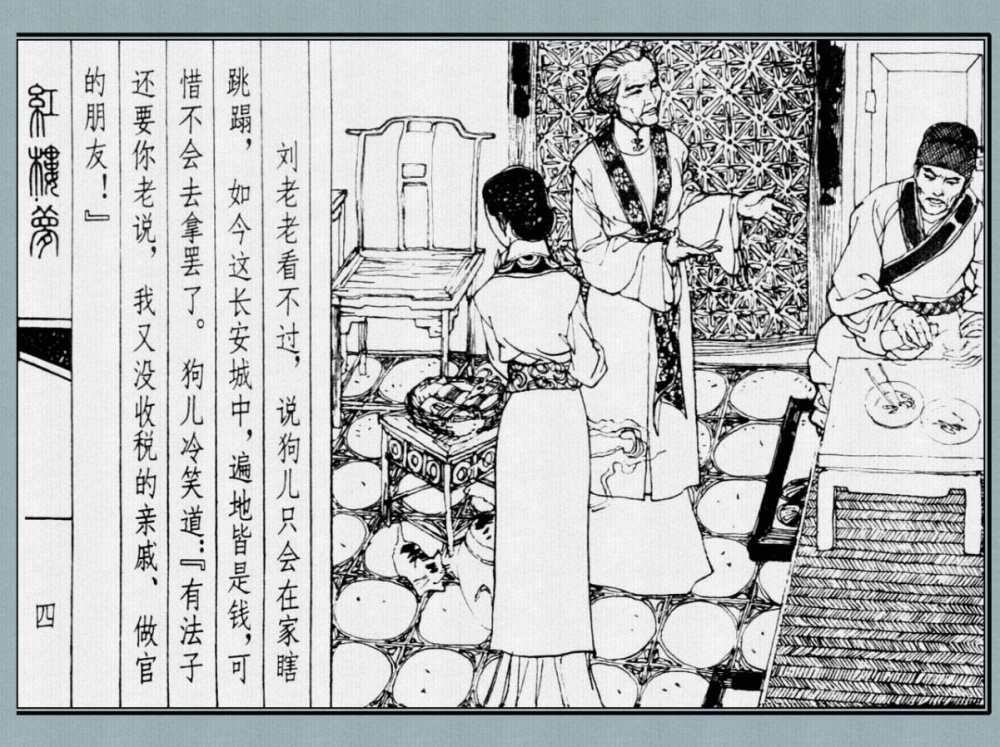 刘老老看不过，说狗儿只会在家瞎
跳蹋，如今这长安城中，遍地皆是钱，可
惜不会去拿罢了。狗儿冷笑道：『有法子
还要你老说，我又没收税的亲戚、做官
的朋友！』
紅樓夢
四